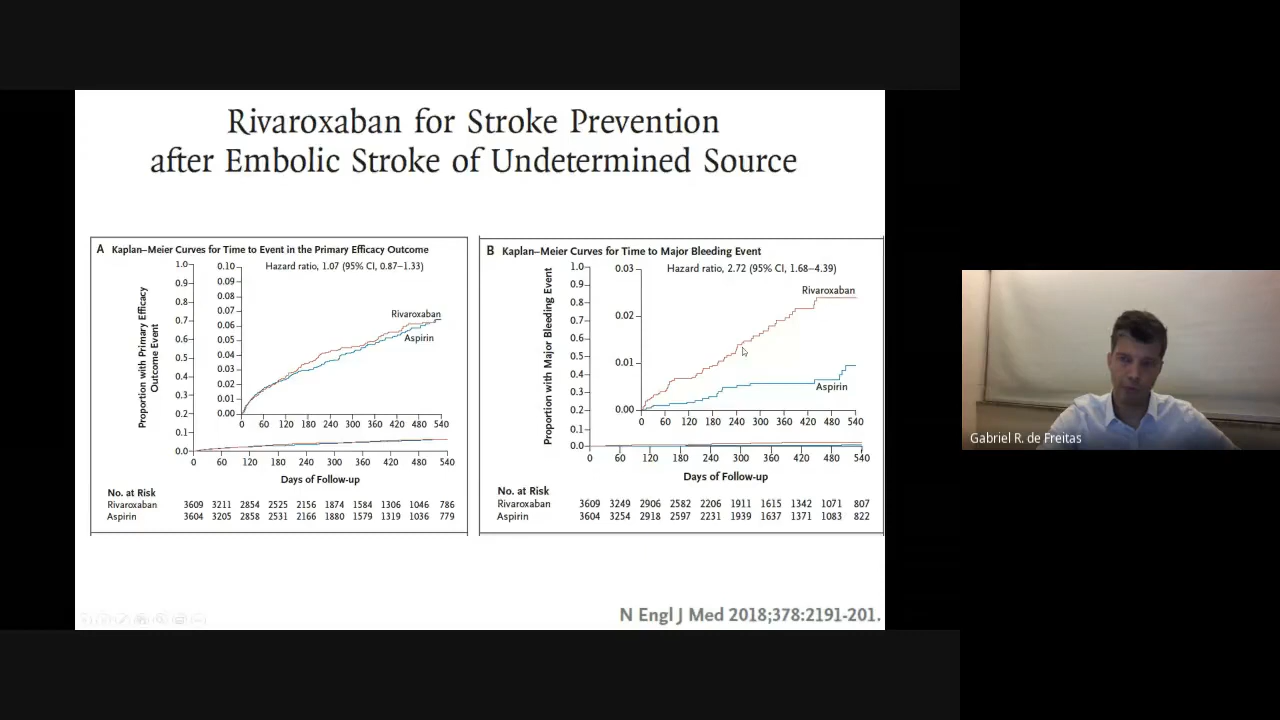 Rivaroxaban for Stroke Prevention
after Embolic Stroke of Undetermined Source
A Kaplan–Meier Curves for Time to Event in the Primary Efficacy Outcome
Hazard ratio, 1.07 (95% CI, 0.87–1.33)
Proportion with Primary Efficacy
Outcome Event
1.0
0.9
0.8
0.7
0.6
0.5
0.4
0.3
0.2
0.1
0.0
0.10
0.09
0.08
0.07
0.06
0.05
0.04
0.03
0.02
0.01
0.00
Rivaroxaban
Aspirin
0 60 120 180 240 300 360 420 480 540
0 60 120 180 240 300 360 420 480 540
Days of Follow-up
No. at Risk
Rivaroxaban 3609 3211 2854 2525 2156 1874 1584 1306 1046 786
Aspirin 3604 3205 2858 2531 2166 1880 1579 1319 1036 779
B Kaplan–Meier Curves for Time to Major Bleeding Event
Hazard ratio, 2.72 (95% CI, 1.68–4.39)
Proportion with Major Bleeding Event
1.0
0.9
0.8
0.7
0.6
0.5
0.4
0.3
0.2
0.1
0.0
0.03
0.02
0.01
0.00
Rivaroxaban
Aspirin
0 60 120 180 240 300 360 420 480 540
0 60 120 180 240 300 360 420 480 540
Days of Follow-up
No. at Risk
Rivaroxaban 3609 3249 2906 2582 2206 1911 1615 1342 1071 807
Aspirin 3604 3254 2918 2597 2231 1939 1637 1371 1083 822
N Engl J Med 2018;378:2191-201.
Gabriel R. de Freitas